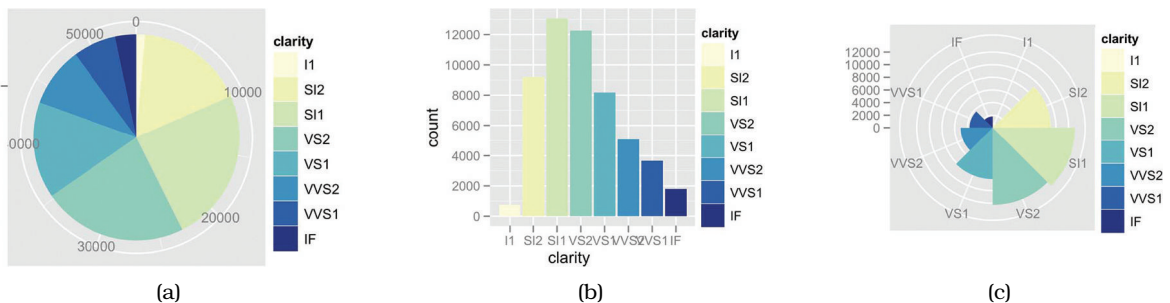 0
50000
10000
0000
20000
30000
clarity
I1
SI2
SI1
VS2
VS1
VVS2
VVS1
IF
(a)
12000
10000
8000
6000
4000
2000
0
count
I1 SI2 SI1 VS2 VS1 VVS2 VVS1 IF
clarity
clarity
I1
SI2
SI1
VS2
VS1
VVS2
VVS1
IF
(b)
12000
10000
8000
6000
4000
2000
0
IF
I1
VVS1
SI2
SI1
VVS2
VS1
VS2
clarity
I1
SI2
SI1
VS2
VS1
VVS2
VVS1
IF
(c)